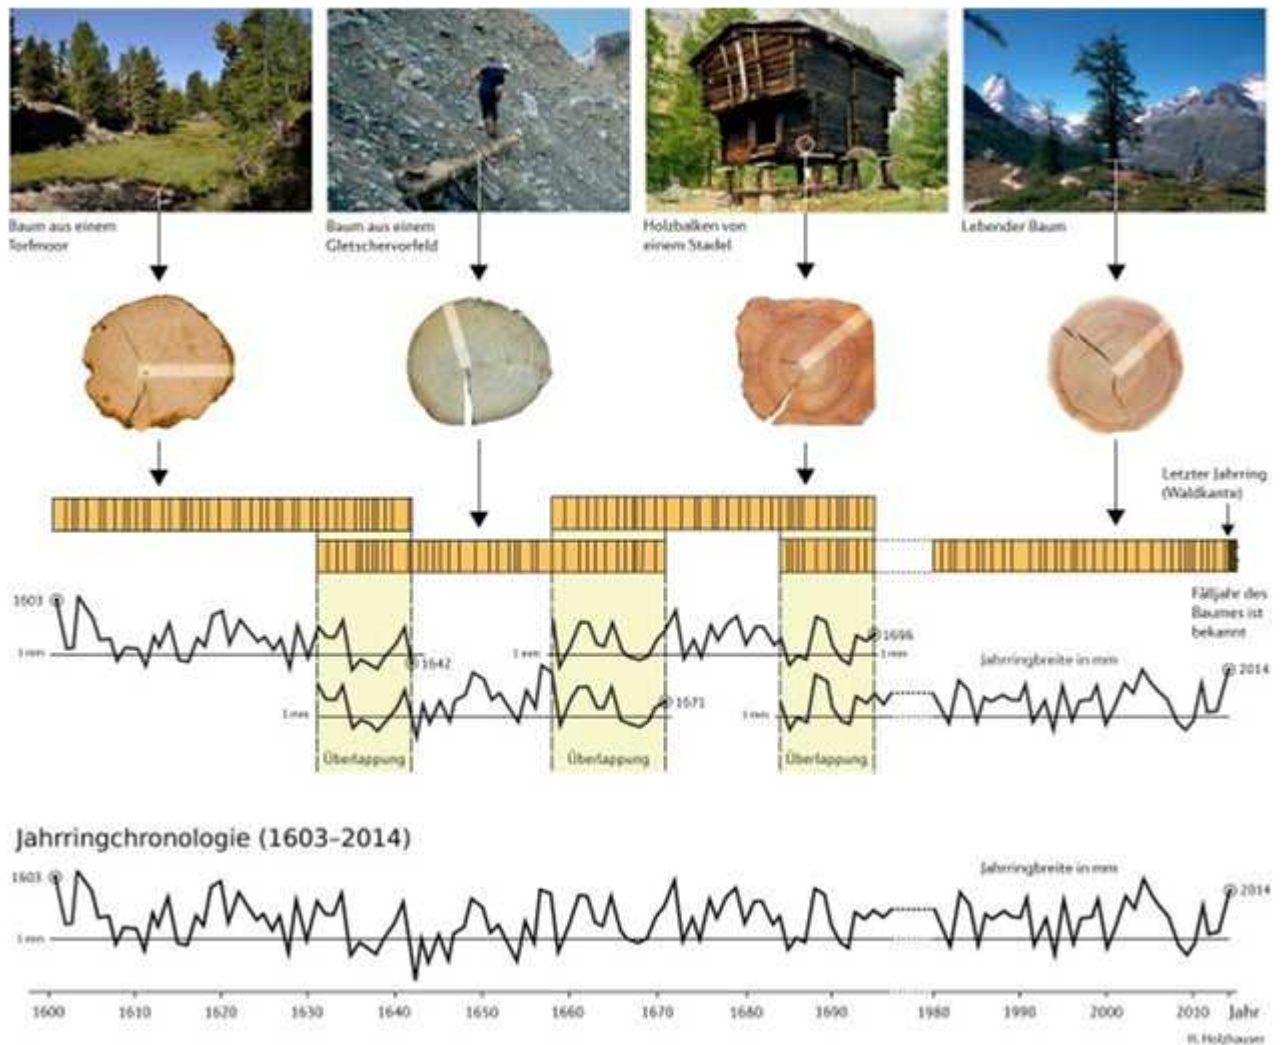 Baum aus einem
Torfmoor
Baum aus einem
Gletschervorfeld
Holzbalken von
einem Stadel
Lebender Baum
Letzter Jahrring
(Waldkante)
Fälljahr des
Baumes ist
bekannt
1603
1 mm
1642
1 mm
1696
1 mm
Jahrringbreite in mm
2014
1 mm
1671
1 mm
Überlappung
Überlappung
Überlappung
Jahrringchronologie (1603–2014)
1603
Jahrringbreite in mm
2014
1 mm
1600 1610 1620 1630 1640 1650 1660 1670 1680 1690 1980 1990 2000 2010 Jahr
H. Holzhauser